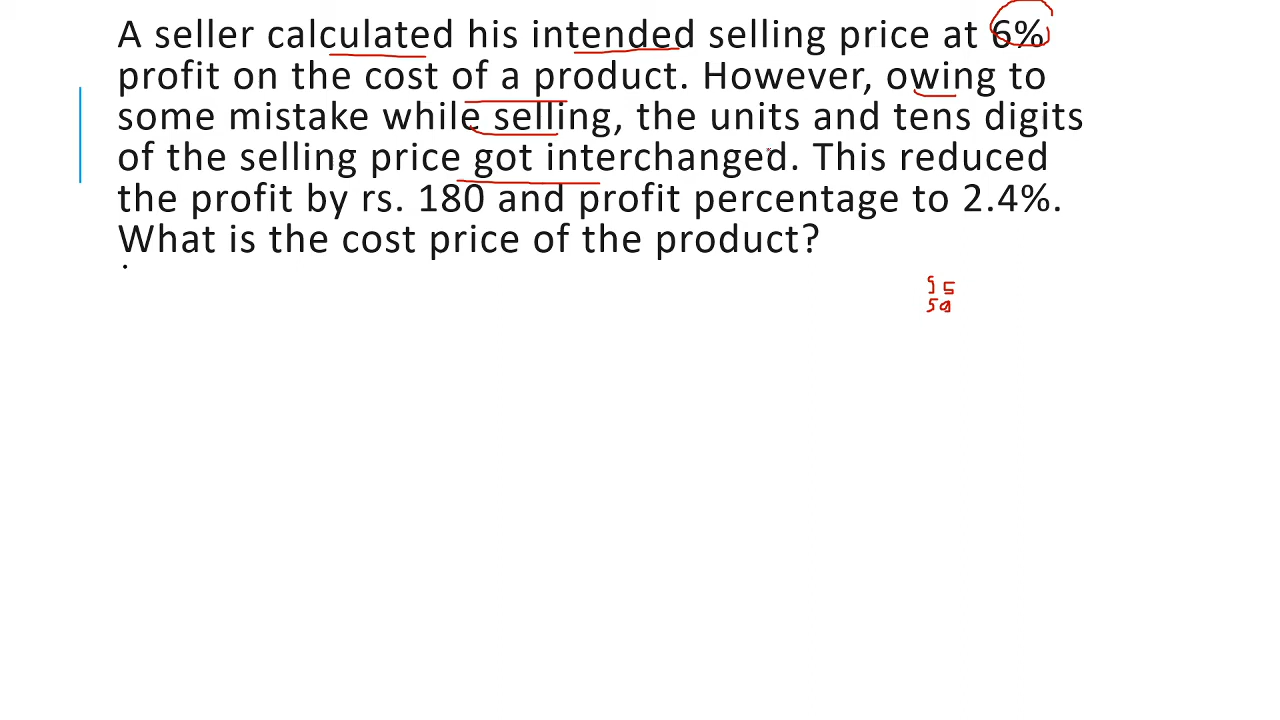 A seller calculated his intended selling price at 6%
profit on the cost of a product. However, owing to
some mistake while selling, the units and tens digits
of the selling price got interchanged. This reduced
the profit by rs. 180 and profit percentage to 2.4%.
What is the cost price of the product?